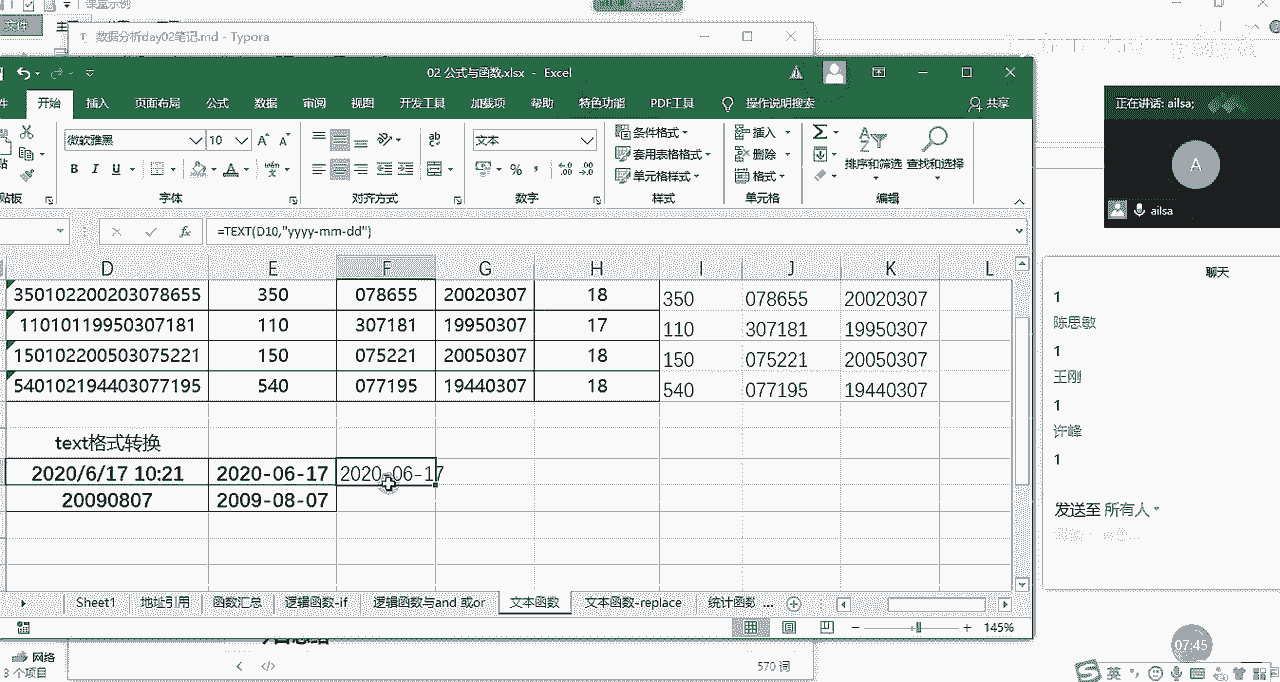 课堂示例
文件
数据分析day02笔记.md - Typora
02 公式与函数.xlsx - Excel
开始 插入 页面布局 公式 数据 审阅 视图 开发工具 加载项 帮助 特色功能 PDF工具 操作说明搜索 共享
微软雅黑 10 文本 条件格式 插入
套用表格格式 删除 排序和筛选 查找和选择
B I U 单元格样式 格式
贴板 字体 对齐方式 数字 样式 单元格 编辑
=TEXT(D10,"yyyy-mm-dd")
D E F G H I J K L
350102200203078655 350 078655 20020307 18 350 078655 20020307
11010119950307181 110 307181 19950307 17 110 307181 19950307
150102200503075221 150 075221 20050307 18 150 075221 20050307
540102194403077195 540 077195 19440307 18 540 077195 19440307
text格式转换
2020/6/17 10:21 2020-06-17 2020-06-17
20090807 2009-08-07
Sheet1 地址引用 函数汇总 逻辑函数-if 逻辑函数与and 或or 文本函数 文本函数-replace 统计函数 ...
145%
570 词
网络
3 个项目
正在讲话: ailsa;
A
ailsa
聊天
1
陈思敏
1
王刚
1
许峰
1
发送至 所有人
07:45
英